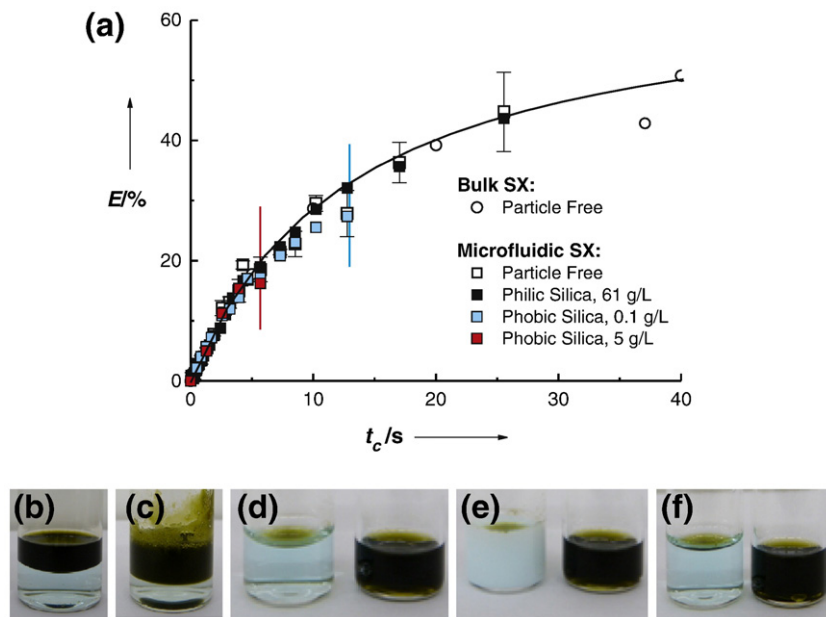 (a)
60
40
20
0
E/%
0 10 20 30 40
t_c/s
Bulk SX:
Particle Free
Microfluidic SX:
Particle Free
Philic Silica, 61 g/L
Phobic Silica, 0.1 g/L
Phobic Silica, 5 g/L
(b) (c) (d) (e) (f)